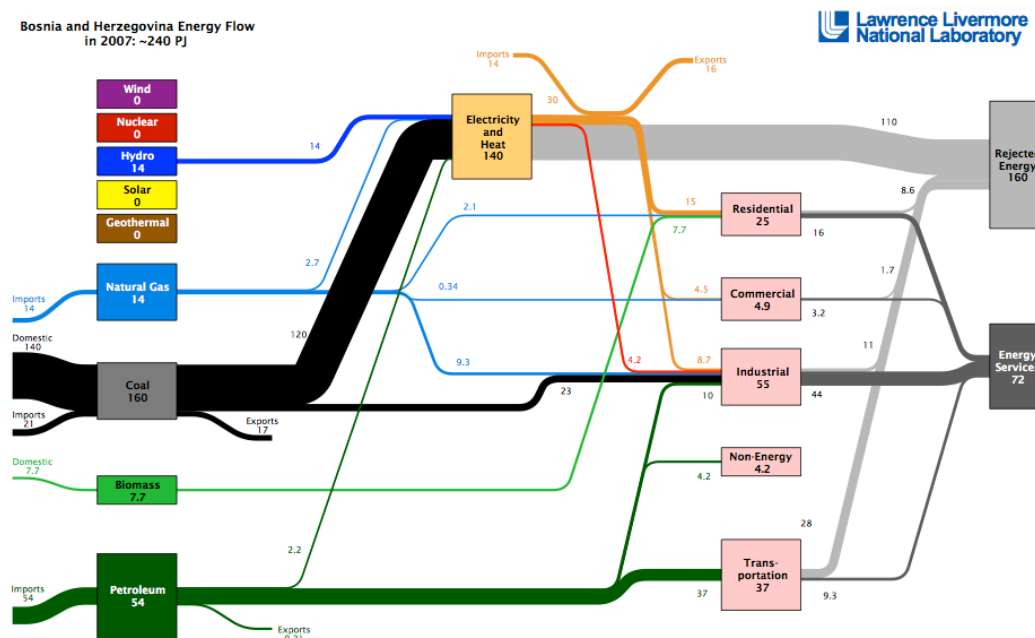 Bosnia and Herzegovina Energy Flow
in 2007: ~240 PJ
Lawrence Livermore
National Laboratory
Wind
0
Nuclear
0
Hydro
14
Solar
0
Geothermal
0
Imports
14
Natural Gas
14
Domestic
140
Coal
160
Imports
21
Exports
17
Domestic
7.7
Biomass
7.7
Imports
54
Petroleum
54
Exports
14
2.7
120
2.2
Electricity
and
Heat
140
Imports
14
Exports
16
30
2.1
0.34
9.3
23
4.2
15
7.7
4.5
8.7
10
4.2
37
Residential
25
Commercial
4.9
Industrial
55
Non-Energy
4.2
Trans-
portation
37
110
8.6
16
1.7
3.2
11
44
28
9.3
Rejected
Energy
160
Energy
Services
72